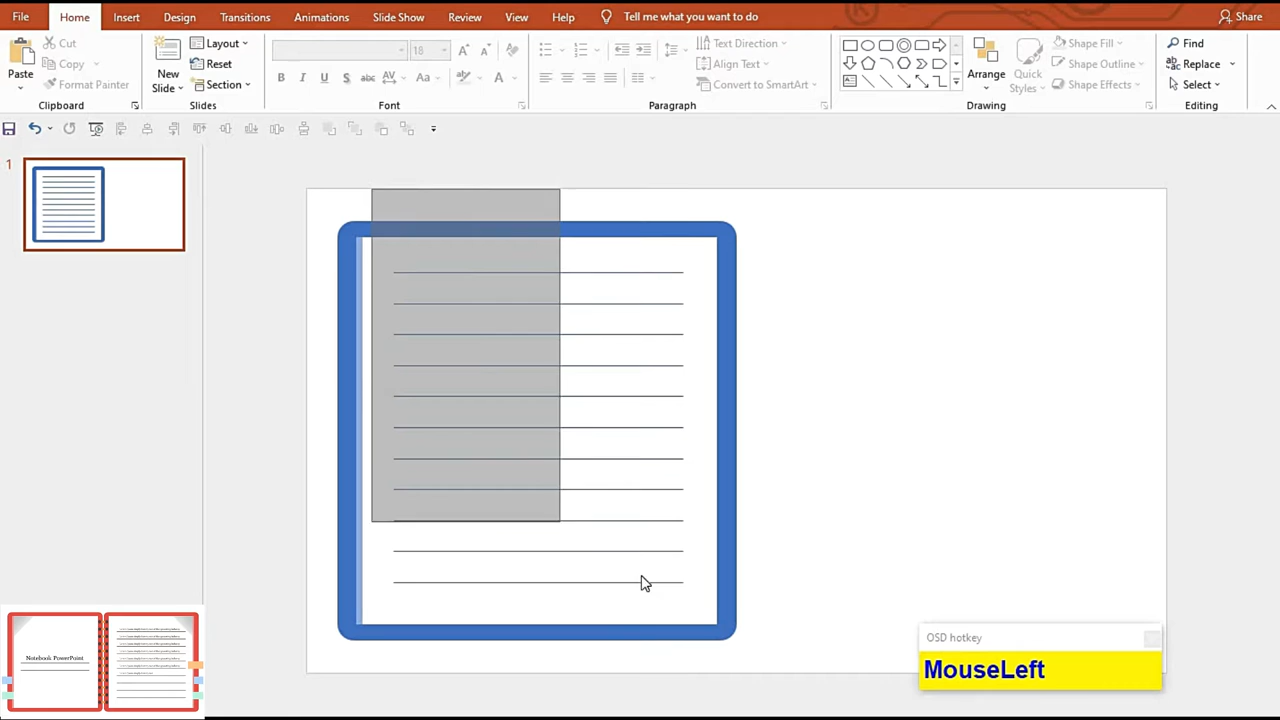 File Home Insert Design Transitions Animations Slide Show Review View Help Tell me what you want to do Share
Paste
Cut
Copy
Format Painter
Clipboard
New
Slide
Layout
Reset
Section
Slides
18
B I U S abc AV Aa A
Font
Text Direction
Align Text
Convert to SmartArt
Paragraph
Arrange
Quick
Styles
Shape Fill
Shape Outline
Shape Effects
Drawing
Find
Replace
Select
Editing
1
Notebook PowerPoint
OSD hotkey
MouseLeft